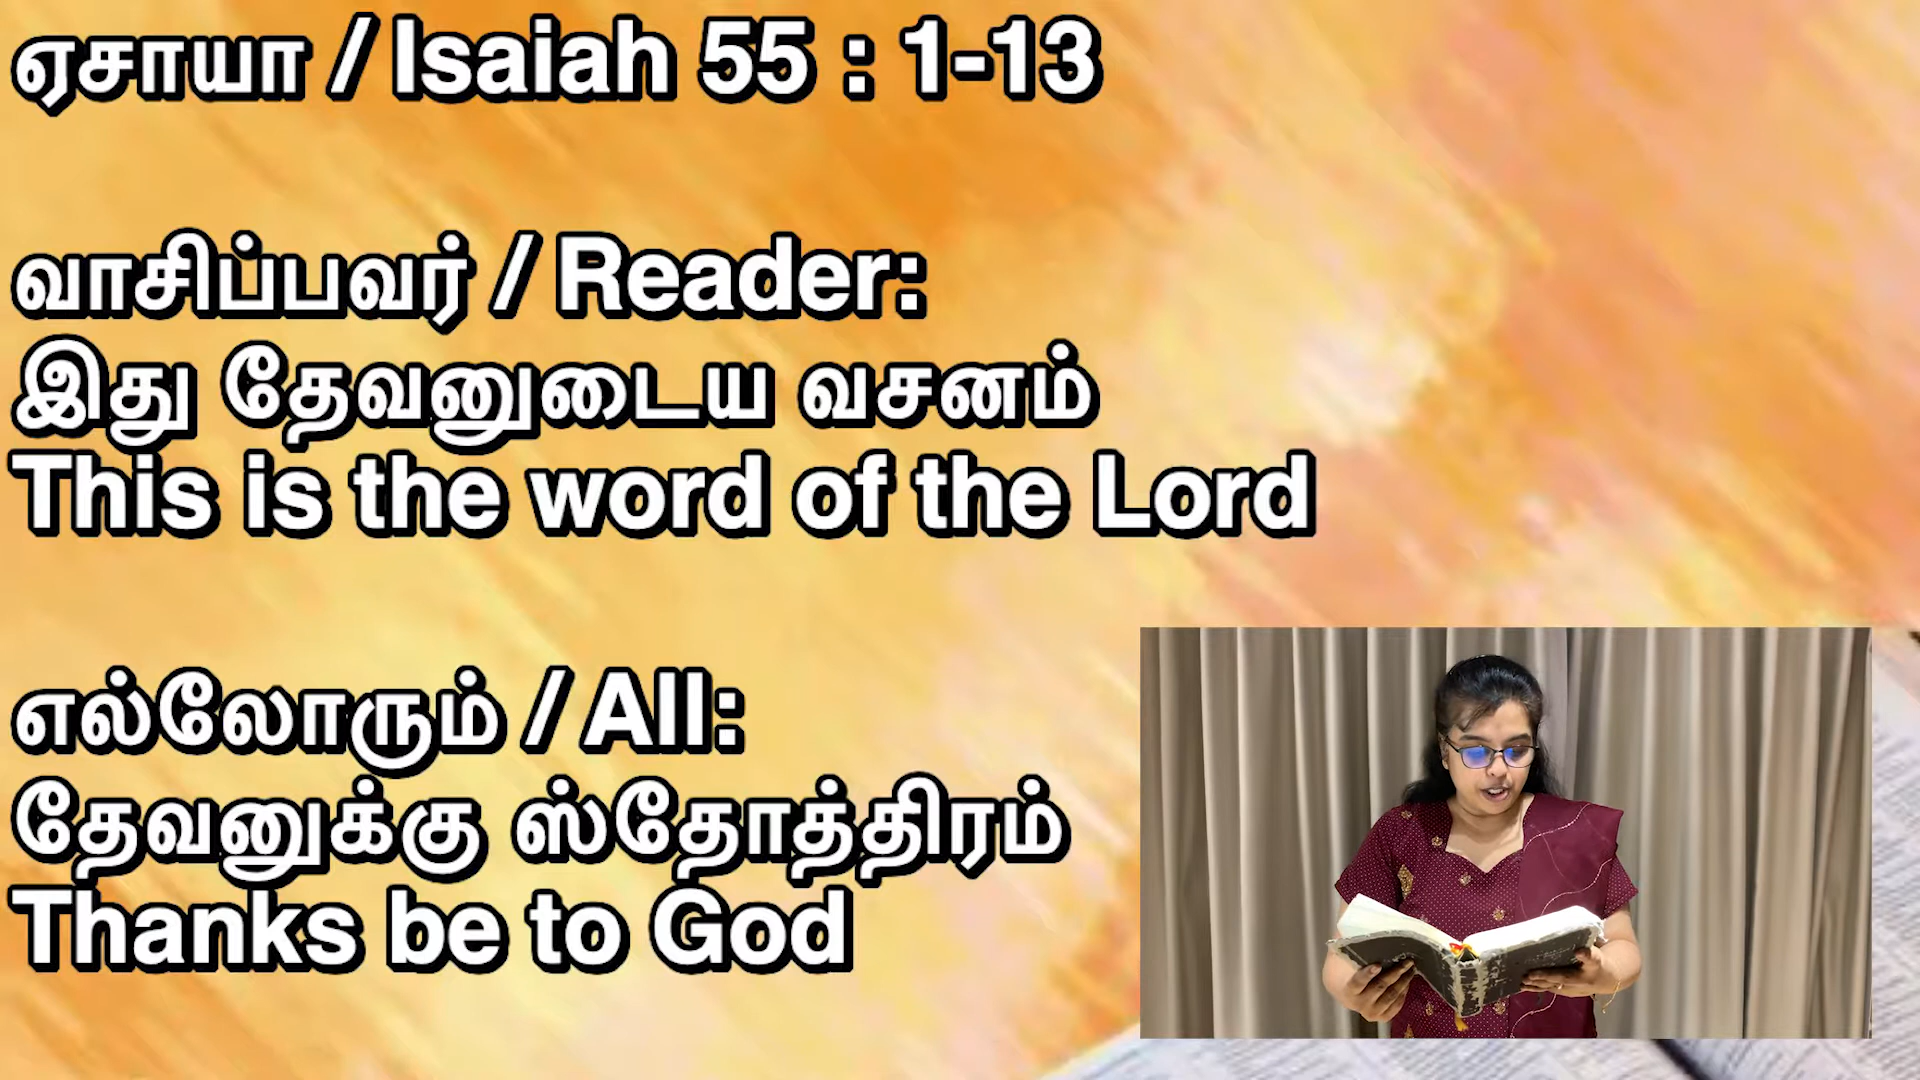 ஏசாயா / Isaiah 55 : 1-13
வாசிப்பவர் / Reader:
இது தேவனுடைய வசனம்
This is the word of the Lord
எல்லோரும் / All:
தேவனுக்கு ஸ்தோத்திரம்
Thanks be to God